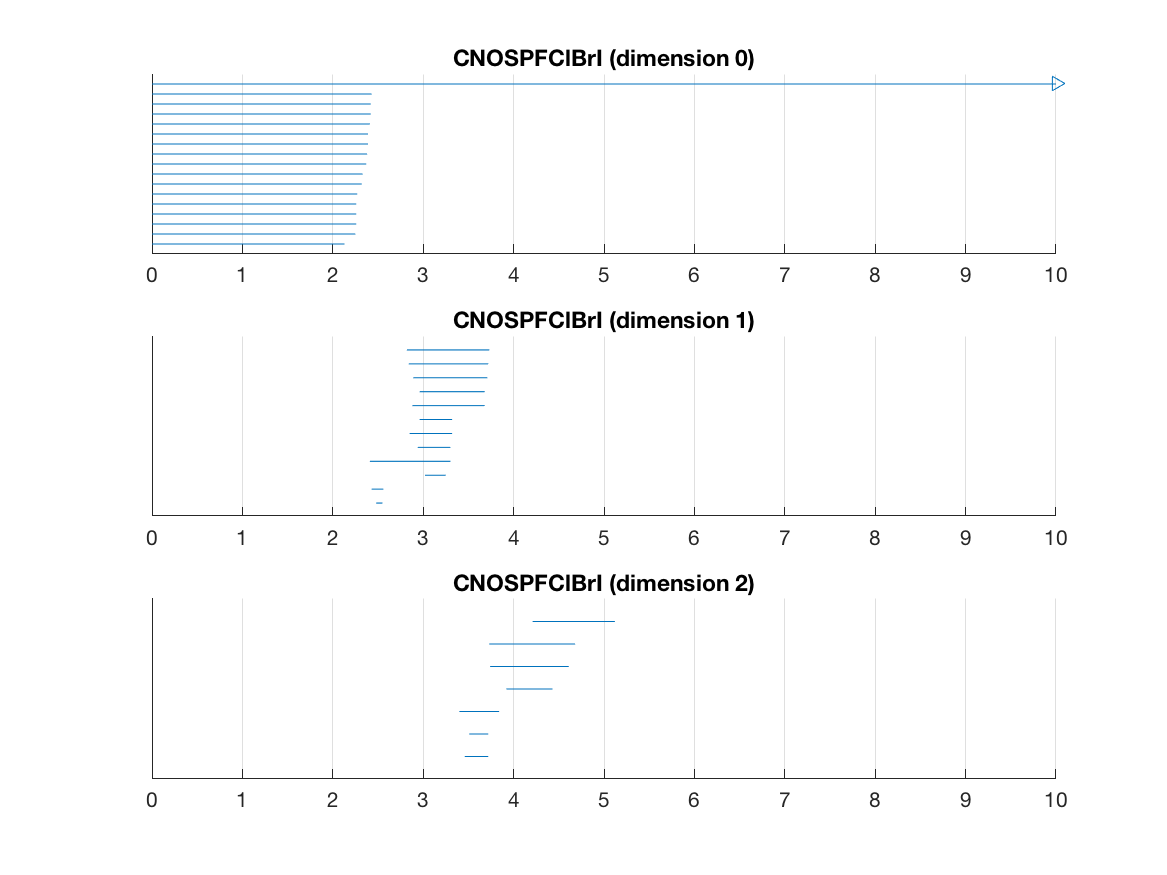 CNOSPFClBrI (dimension 0)
0 1 2 3 4 5 6 7 8 9 10
CNOSPFClBrI (dimension 1)
0 1 2 3 4 5 6 7 8 9 10
CNOSPFClBrI (dimension 2)
0 1 2 3 4 5 6 7 8 9 10